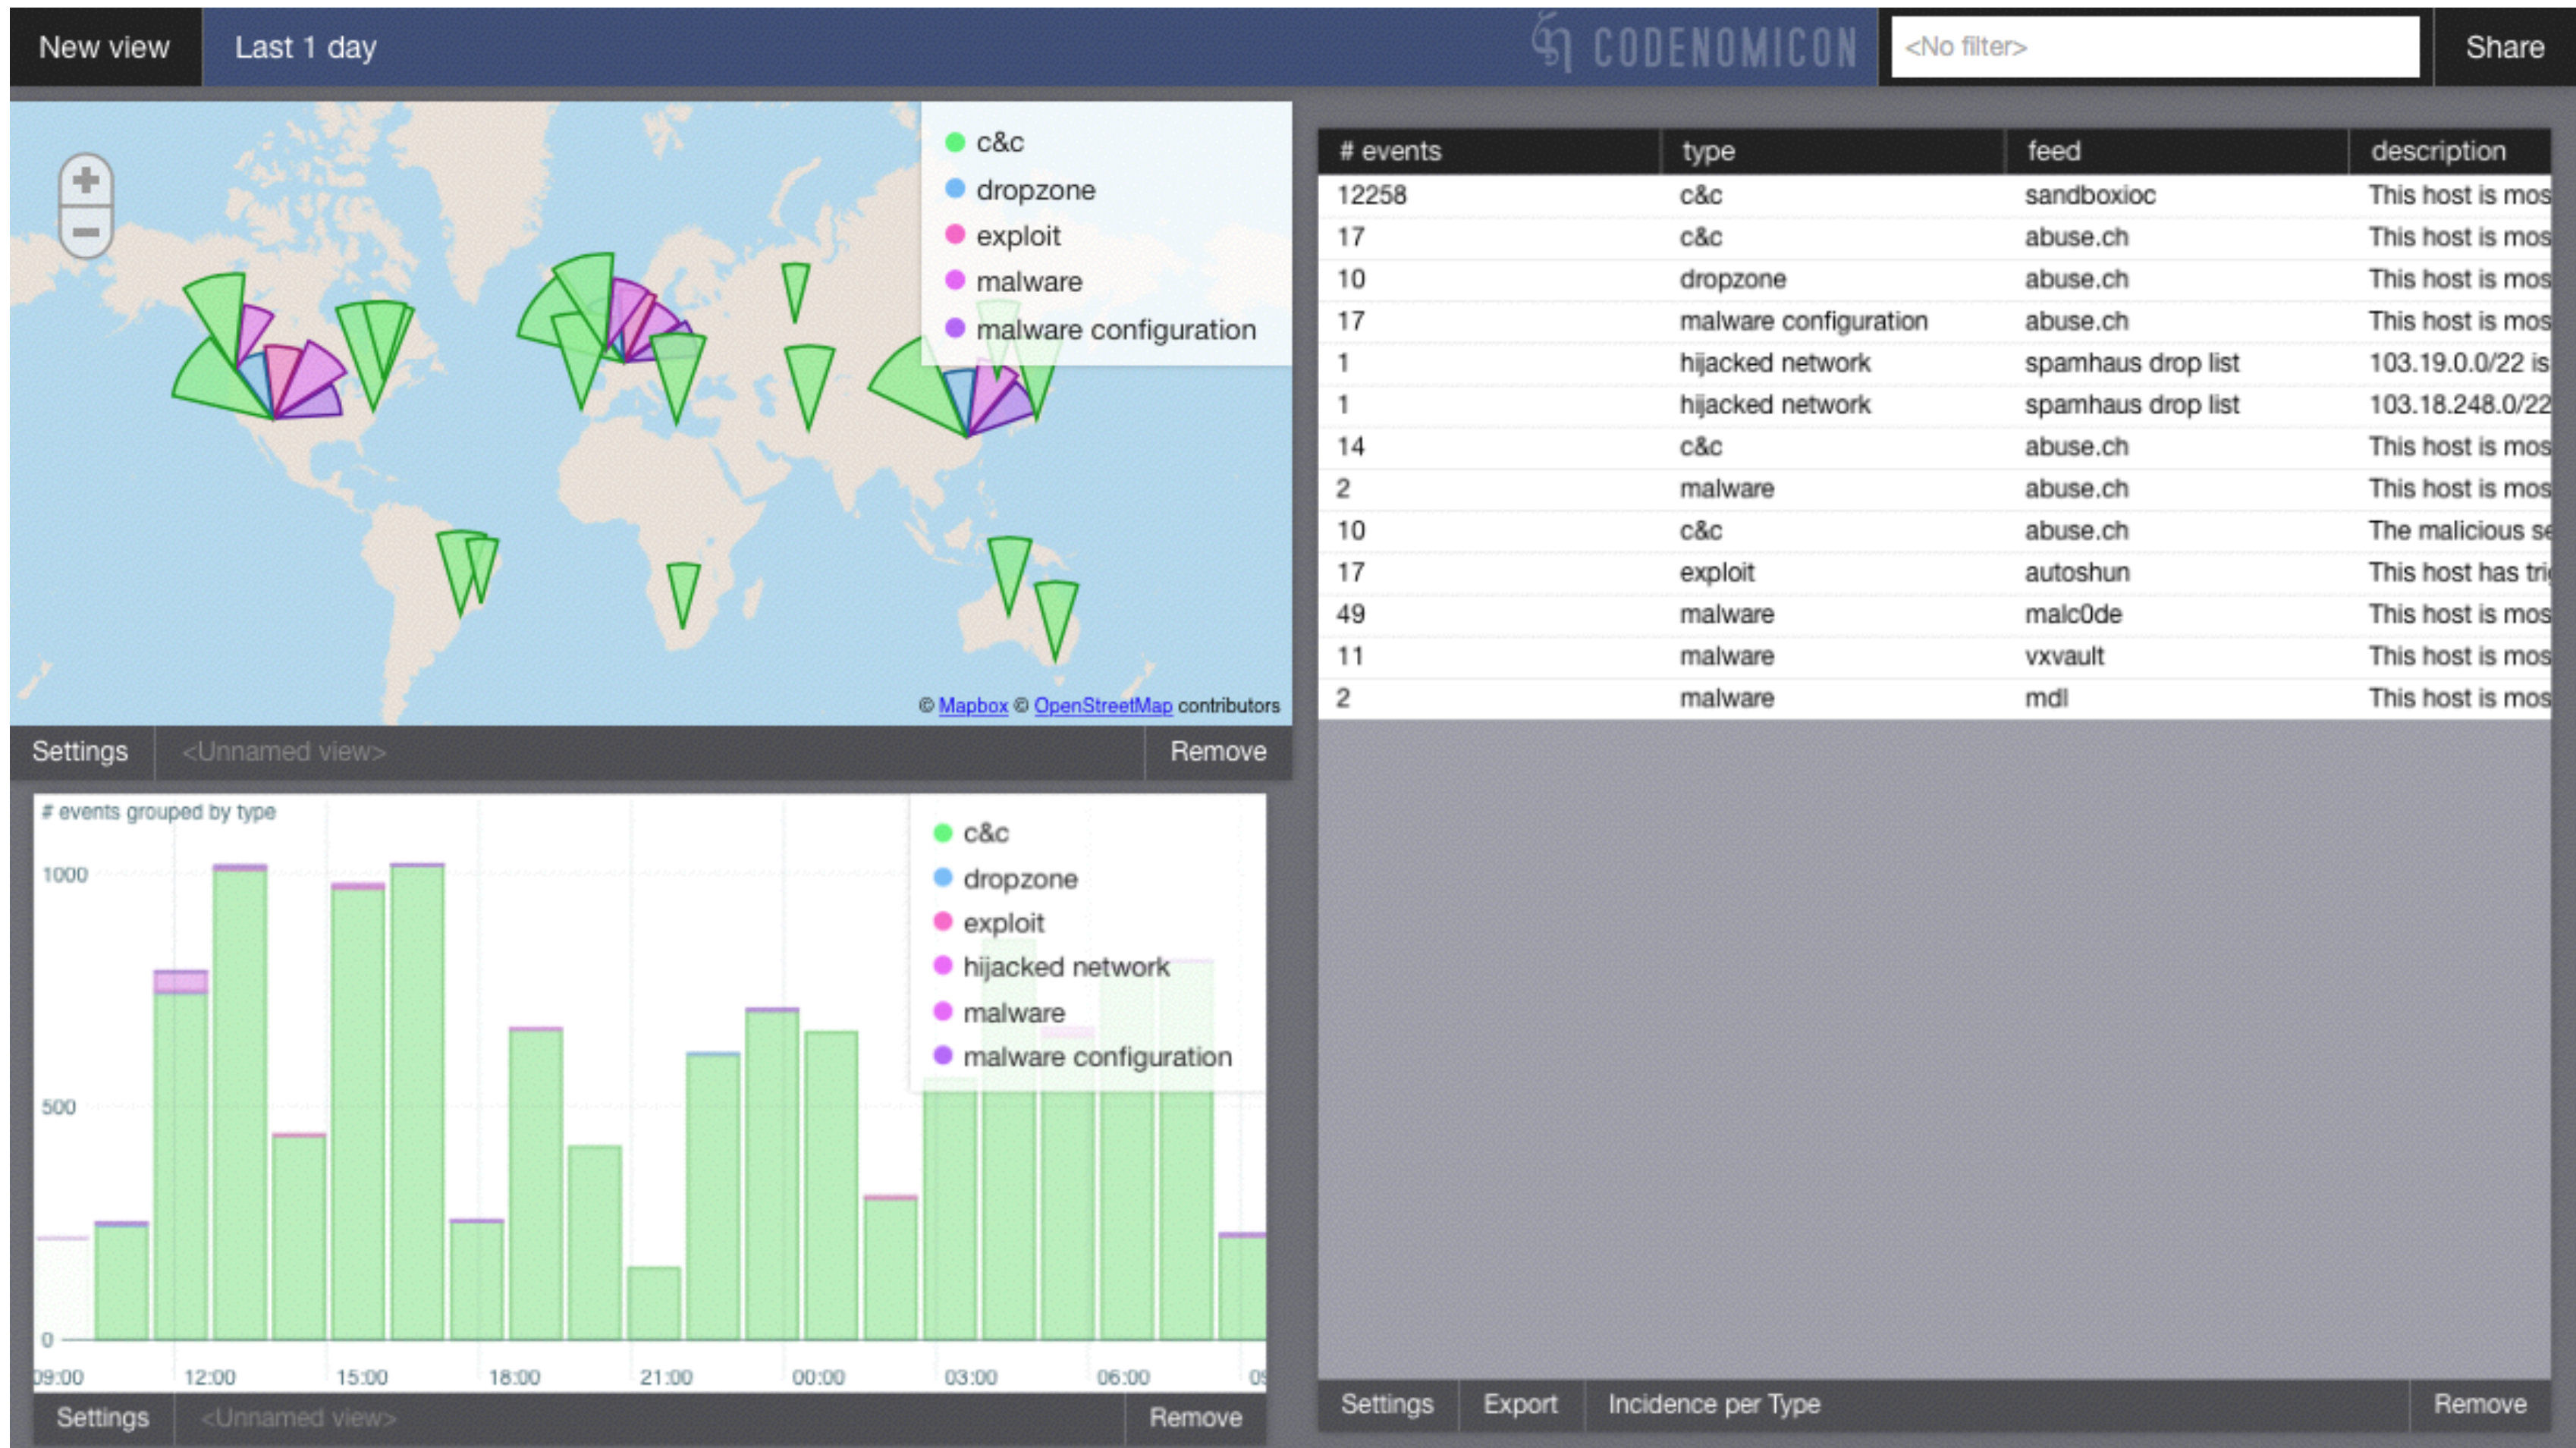 New view
Last 1 day
CODENOMICON
<No filter>
Share
c&c
dropzone
exploit
malware
malware configuration
© Mapbox © OpenStreetMap contributors
Settings
<Unnamed view>
Remove
# events grouped by type
c&c
dropzone
exploit
hijacked network
malware
malware configuration
1000
500
0
09:00 12:00 15:00 18:00 21:00 00:00 03:00 06:00
Settings
<Unnamed view>
Remove
# events type feed description
12258 c&c sandboxioc This host is mos
17 c&c abuse.ch This host is mos
10 dropzone abuse.ch This host is mos
17 malware configuration abuse.ch This host is mos
1 hijacked network spamhaus drop list 103.19.0.0/22 is
1 hijacked network spamhaus drop list 103.18.248.0/22
14 c&c abuse.ch This host is mos
2 malware abuse.ch This host is mos
10 c&c abuse.ch The malicious se
17 exploit autoshun This host has trig
49 malware malc0de This host is mos
11 malware vxvault This host is mos
2 malware mdl This host is mos
Settings
Export
Incidence per Type
Remove